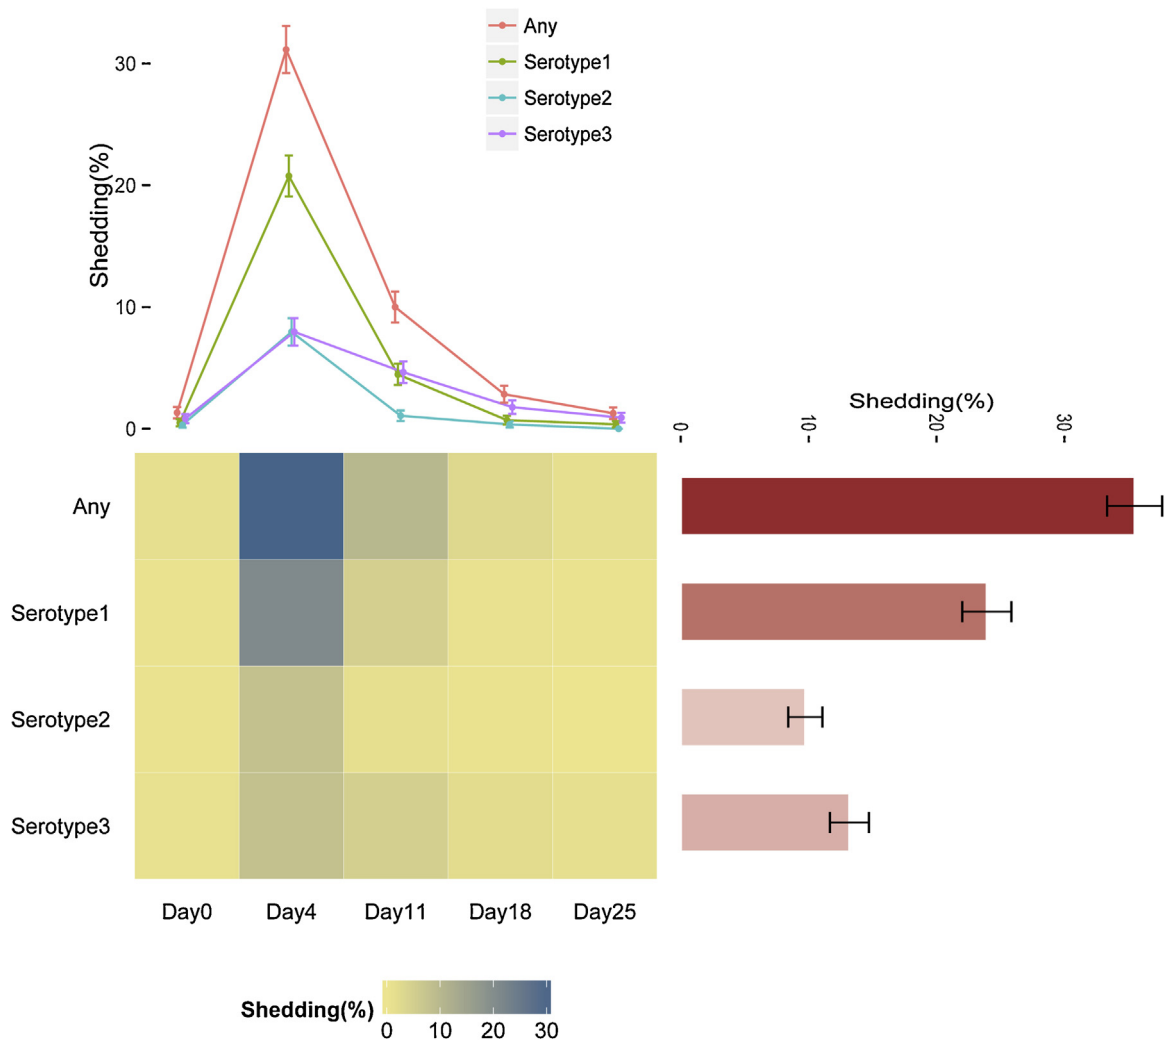 Any
Serotype1
Serotype2
Serotype3
Shedding(%)
30
20
10
0
Shedding(%)
0
10
20
30
Any
Serotype1
Serotype2
Serotype3
Day0 Day4 Day11 Day18 Day25
Shedding(%)
0 10 20 30